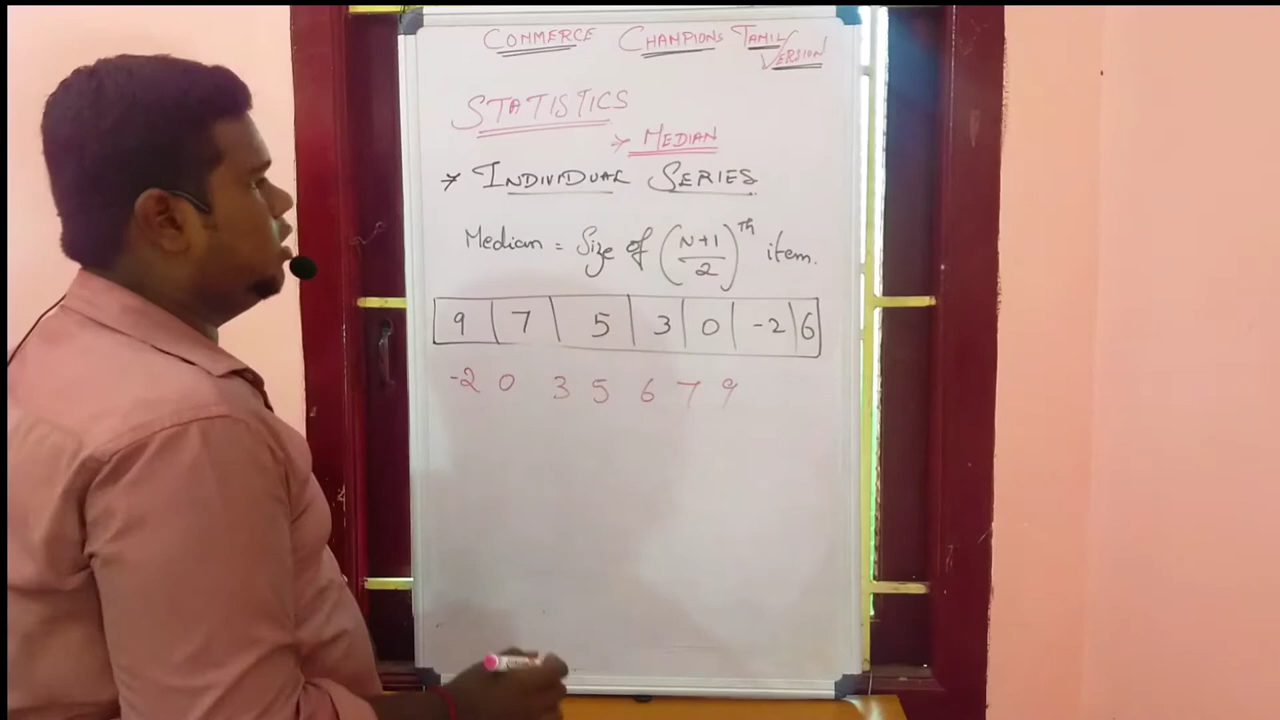 COMMERCE CHAMPIONS TAMIL VERSION
STATISTICS
→ MEDIAN
* INDIVIDUAL SERIES
Median = Size of (N+1/2)^Th item.
9 7 5 3 0 -2 6
-2 0 3 5 6 7 9